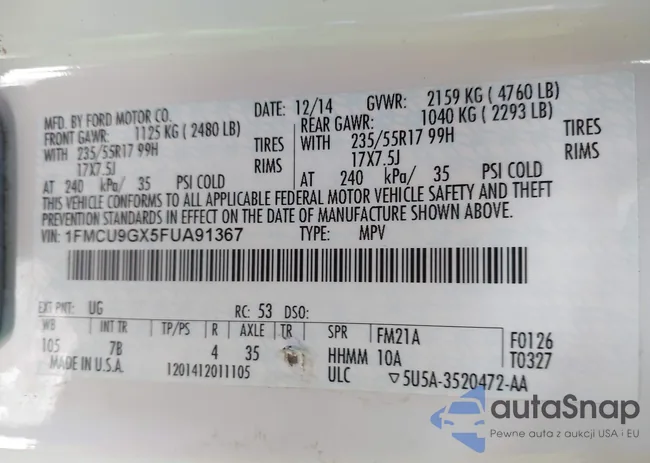 MFD. BY FORD MOTOR CO. DATE: 12/14 GVWR: 2159 KG ( 4760 LB)
FRONT GAWR: 1125 KG ( 2480 LB) REAR GAWR: 1040 KG ( 2293 LB)
WITH 235/55R17 99H TIRES WITH 235/55R17 99H TIRES
17X7.5J RIMS 17X7.5J RIMS
AT 240 kPa/ 35 PSI COLD AT 240 kPa/ 35 PSI COLD
THIS VEHICLE CONFORMS TO ALL APPLICABLE FEDERAL MOTOR VEHICLE SAFETY AND THEFT
PREVENTION STANDARDS IN EFFECT ON THE DATE OF MANUFACTURE SHOWN ABOVE.
VIN: 1FMCU9GX5FUA91367 TYPE: MPV
EXT PNT: UG RC: 53 DSO:
WB INT TR TP/PS R AXLE TR SPR FM21A F0126
105 7B 4 35 HHMM 10A T0327
MADE IN U.S.A. 1201412011105 ULC ▽5U5A-3520472-AA
autaSnap
Pewne auta z aukcji USA i EU